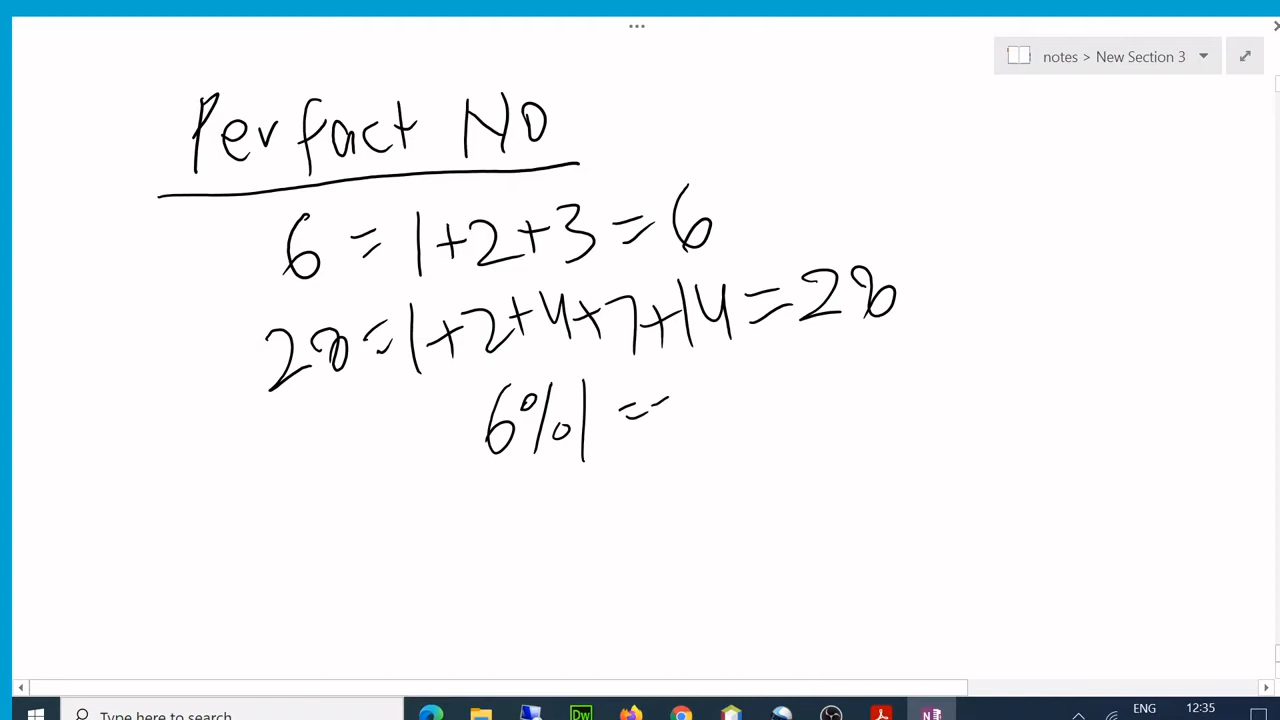 notes > New Section 3
Perfact NO
6 = 1+2+3 = 6
28 = 1+2+4+7+14 = 28
6%1 ==
Type here to search
Dw
N
ENG
12:35